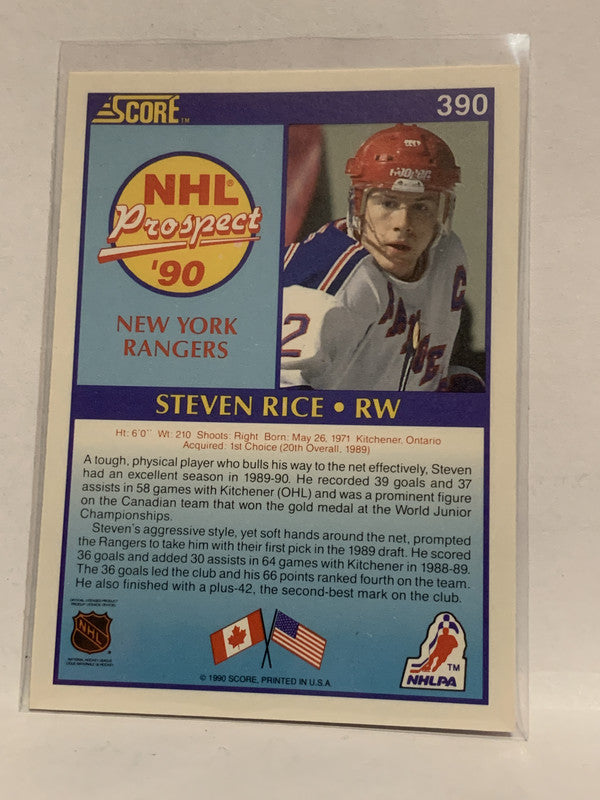 SCORE™
390
NHL®
Prospect
'90
NEW YORK
RANGERS
2
C
STEVEN RICE • RW
Ht: 6'0" Wt: 210 Shoots: Right Born: May 26, 1971 Kitchener, Ontario
Acquired: 1st Choice (20th Overall, 1989)
A tough, physical player who bulls his way to the net effectively, Steven
had an excellent season in 1989-90. He recorded 39 goals and 37
assists in 58 games with Kitchener (OHL) and was a prominent figure
on the Canadian team that won the gold medal at the World Junior
Championships.
Steven's aggressive style, yet soft hands around the net, prompted
the Rangers to take him with their first pick in the 1989 draft. He scored
36 goals and added 30 assists in 64 games with Kitchener in 1988-89.
The 36 goals led the club and his 66 points ranked fourth on the team.
He also finished with a plus-42, the second-best mark on the club.
NHL
NATIONAL HOCKEY LEAGUE
© 1990 SCORE, PRINTED IN U.S.A.
TM
NHLPA